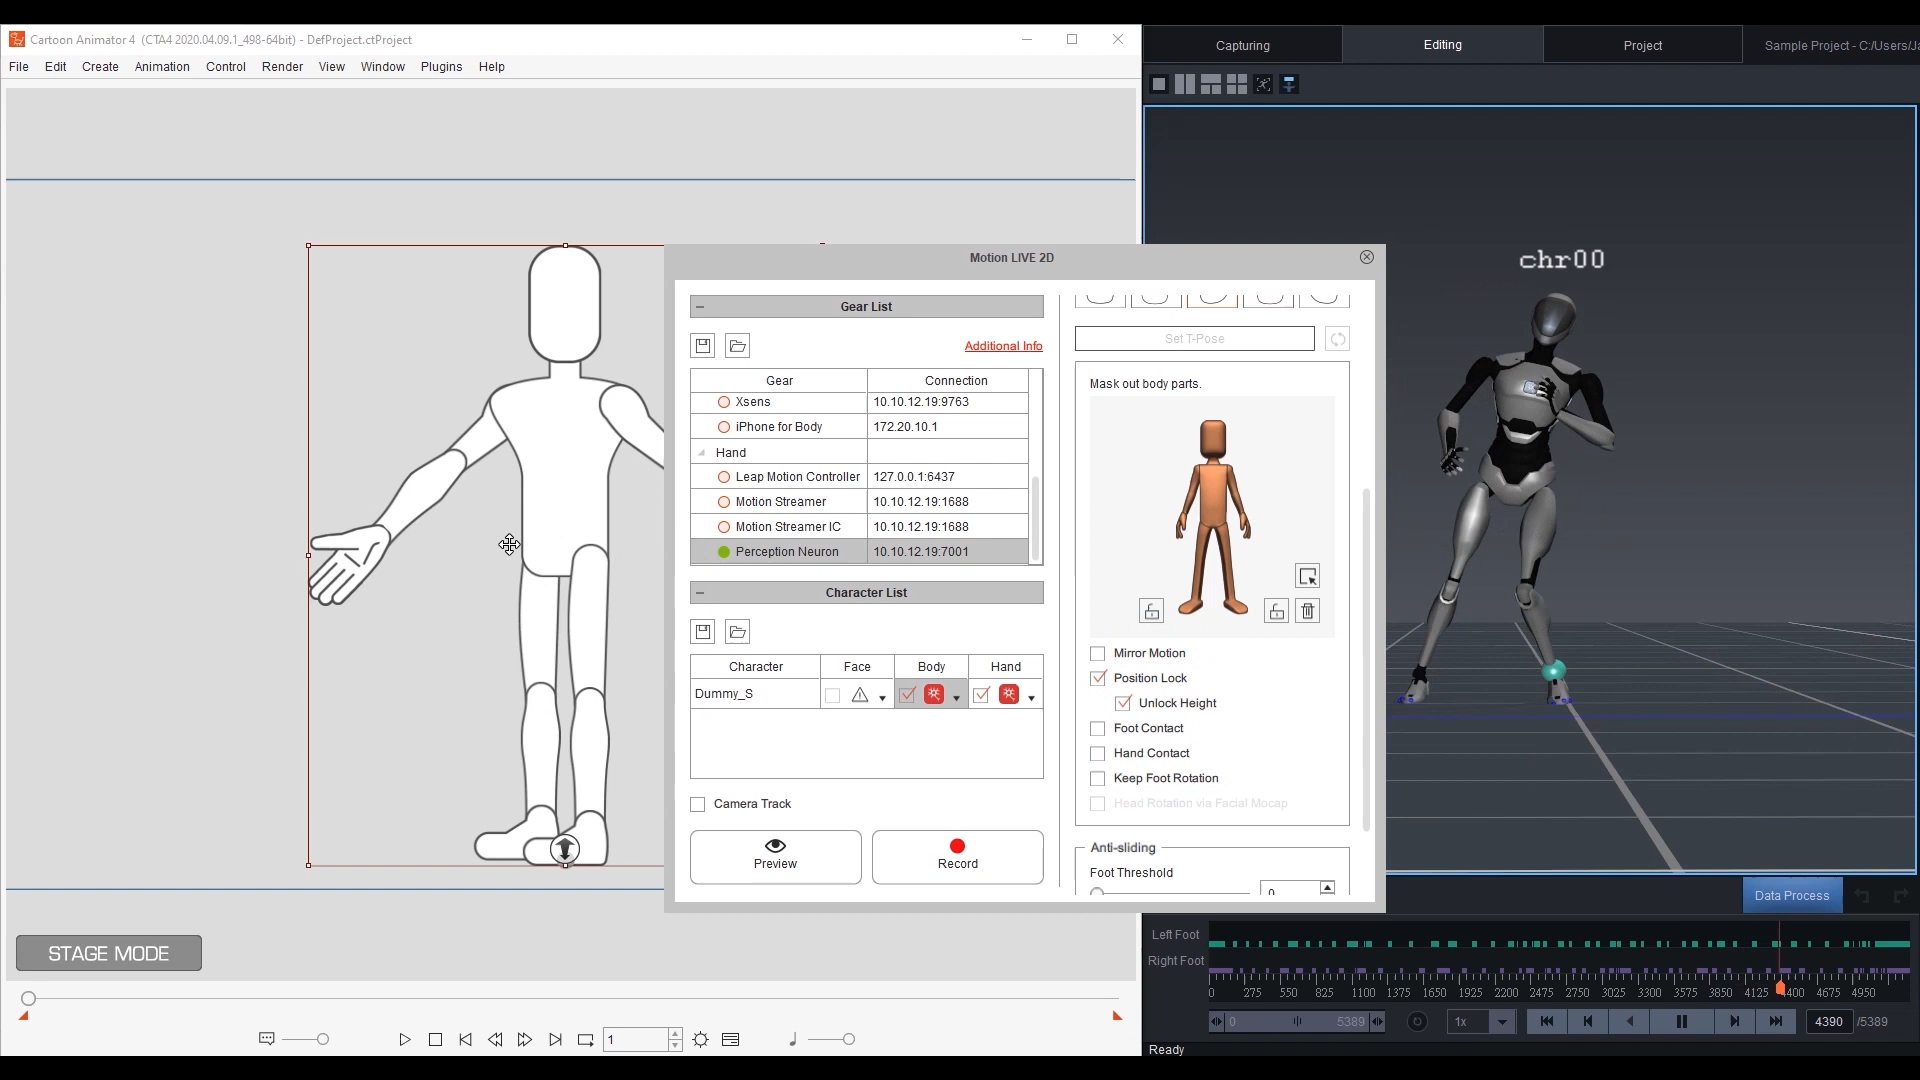 Cartoon Animator 4 (CTA4 2020.04.09.1_498-64bit) - DefProject.ctProject
File Edit Create Animation Control Render View Window Plugins Help
STAGE MODE
1
Motion LIVE 2D
Gear List
Additional Info
Gear Connection
Xsens 10.10.12.19:9763
iPhone for Body 172.20.10.1
Hand
Leap Motion Controller 127.0.0.1:6437
Motion Streamer 10.10.12.19:1688
Motion Streamer IC 10.10.12.19:1688
Perception Neuron 10.10.12.19:7001
Character List
Character Face Body Hand
Dummy_S
Camera Track
Preview Record
Set T-Pose
Mask out body parts.
Mirror Motion
Position Lock
Unlock Height
Foot Contact
Hand Contact
Keep Foot Rotation
Head Rotation via Facial Mocap
Anti-sliding
Foot Threshold
0
Capturing Editing Project Sample Project - C:/Users/Ja
chr00
Data Process
Left Foot
Right Foot
0 275 550 825 1100 1375 1650 1925 2200 2475 2750 3025 3300 3575 3850 4125 4400 4675 4950
0 5389 1x 4390 /5389
Ready